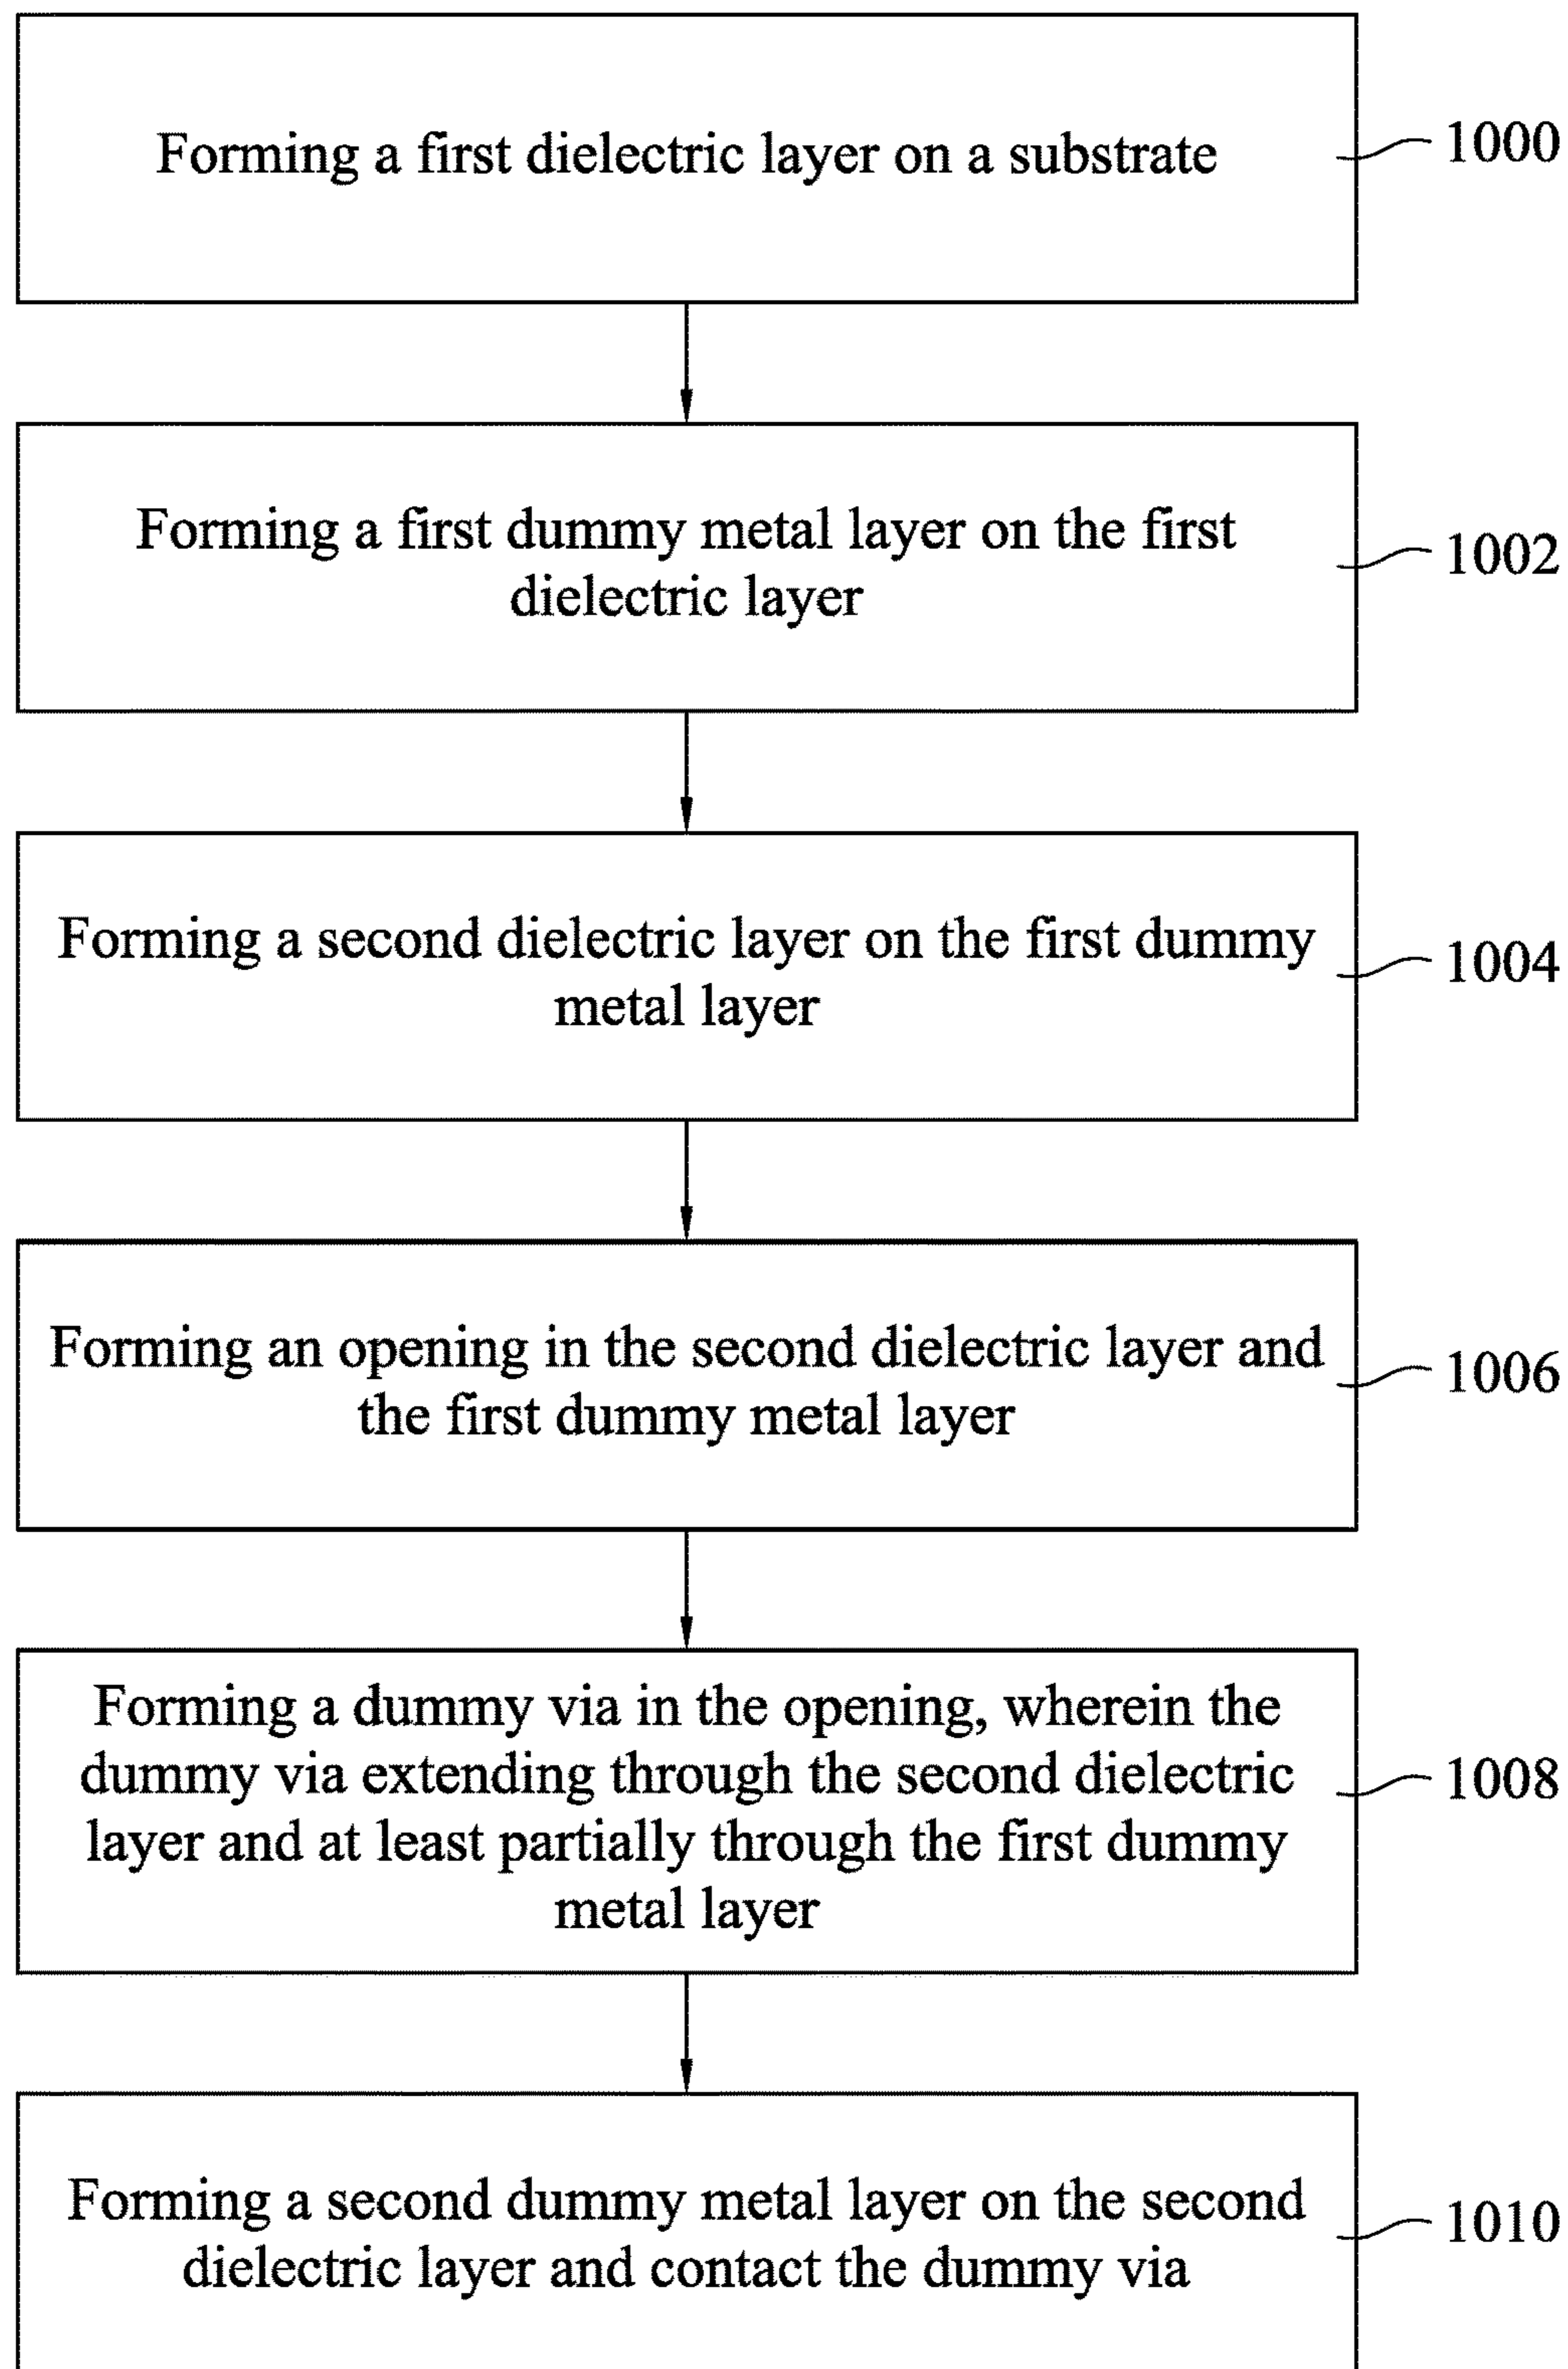 Forming a first dielectric layer on a substrate
1000
Forming a first dummy metal layer on the first
dielectric layer
1002
Forming a second dielectric layer on the first dummy
metal layer
1004
Forming an opening in the second dielectric layer and
the first dummy metal layer
1006
Forming a dummy via in the opening, wherein the
dummy via extending through the second dielectric
layer and at least partially through the first dummy
metal layer
1008
Forming a second dummy metal layer on the second
dielectric layer and contact the dummy via
1010